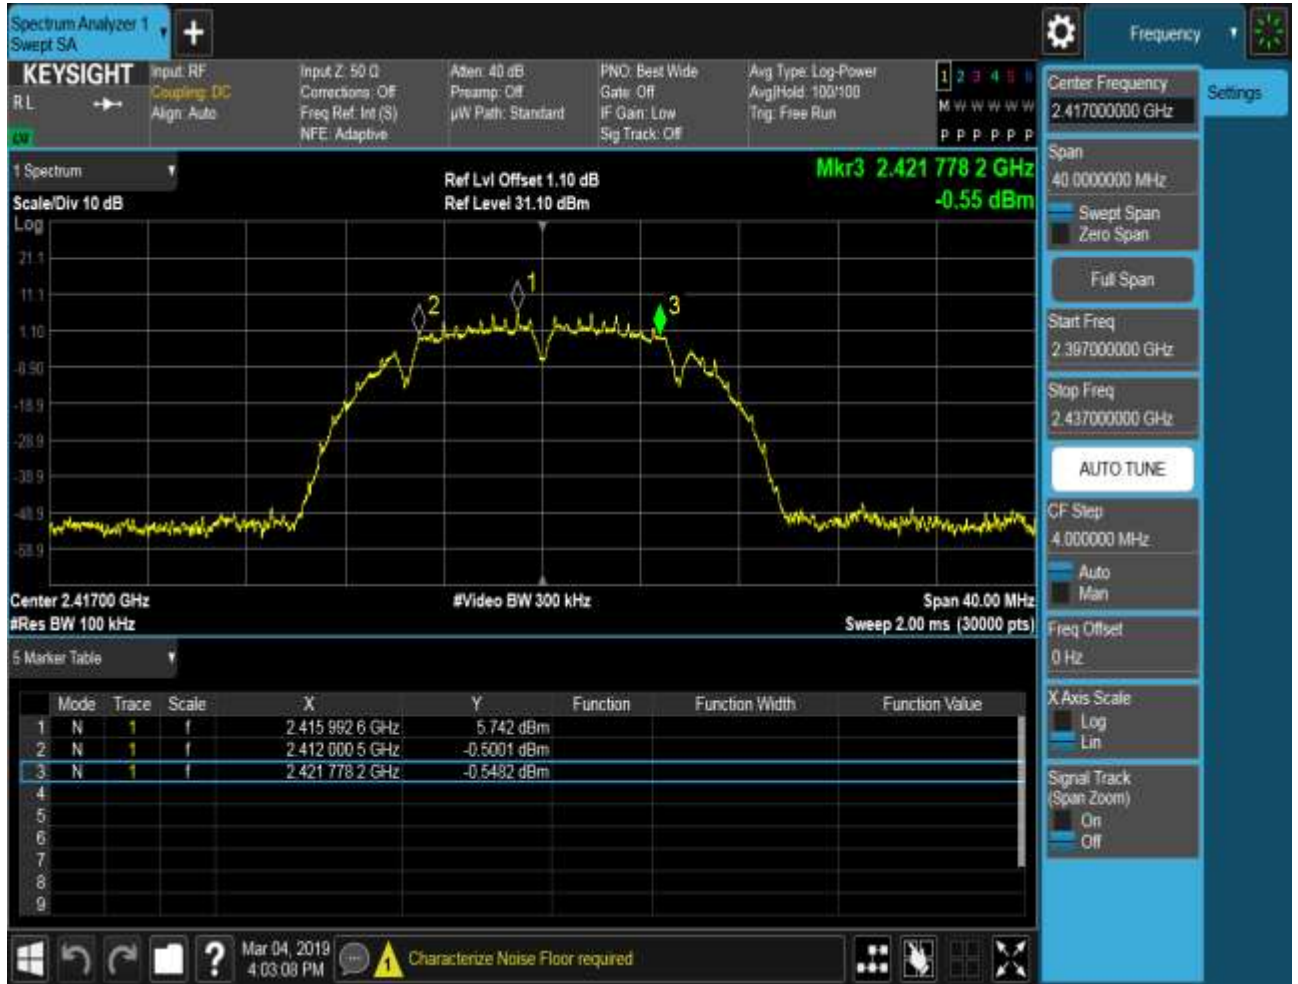 Spectrum Analyzer 1
Swept SA
+
Frequency
KEYSIGHT
RL
Input: RF
Coupling: DC
Align: Auto
Input Z: 50 Ω
Corrections: Off
Freq Ref: Int (S)
NFE: Adaptive
Atten: 40 dB
Preamp: Off
µW Path: Standard
PNO: Best Wide
Gate: Off
IF Gain: Low
Sig Track: Off
Avg Type: Log-Power
Avg|Hold: 100/100
Trig: Free Run
1 2 3 4 5 6
M W W W W W
P P P P P P
1 Spectrum
Scale/Div 10 dB
Ref Lvl Offset 1.10 dB
Ref Level 31.10 dBm
Mkr3 2.421 778 2 GHz
-0.55 dBm
Log
21.1
11.1
1.10
-8.90
-18.9
-28.9
-38.9
-48.9
-58.9
1
2
3
Center 2.41700 GHz
#Res BW 100 kHz
#Video BW 300 kHz
Span 40.00 MHz
Sweep 2.00 ms (30000 pts)
5 Marker Table
Mode Trace Scale X Y Function Function Width Function Value
1 N 1 f 2.415 992 6 GHz 5.742 dBm
2 N 1 f 2.412 000 5 GHz -0.5001 dBm
3 N 1 f 2.421 778 2 GHz -0.5482 dBm
4
5
6
7
8
9
Center Frequency
2.417000000 GHz
Settings
Span
40.0000000 MHz
Swept Span
Zero Span
Full Span
Start Freq
2.397000000 GHz
Stop Freq
2.437000000 GHz
AUTO TUNE
CF Step
4.000000 MHz
Auto
Man
Freq Offset
0 Hz
X Axis Scale
Log
Lin
Signal Track
(Span Zoom)
On
Off
?
Mar 04, 2019
4:03:08 PM
1
Characterize Noise Floor required